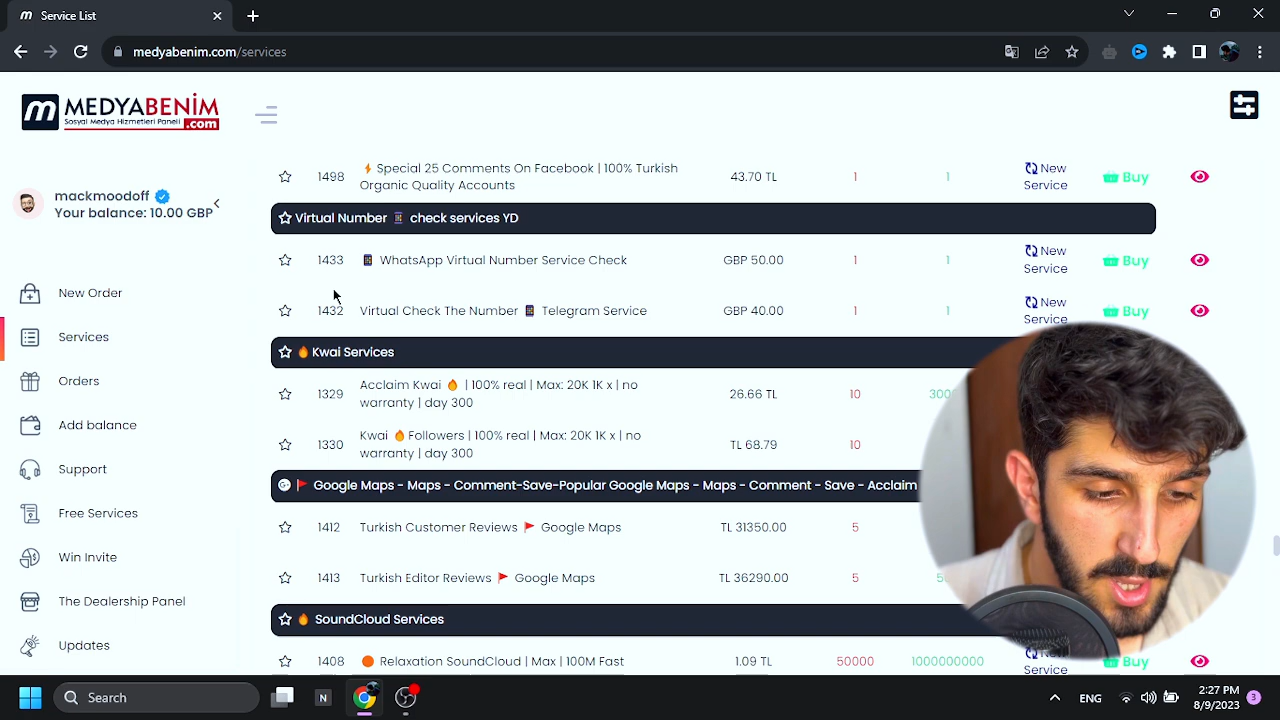 Service List
medyabenim.com/services
m MEDYABENİM
Sosyal Medya Hizmetleri Paneli .com
mackmoodoff
Your balance: 10.00 GBP
New Order
Services
Orders
Add balance
Support
Free Services
Win Invite
The Dealership Panel
Updates
1498 Special 25 Comments On Facebook | 100% Turkish 43.70 TL 1 1 New Buy
Organic Quality Accounts Service
Virtual Number check services YD
1433 WhatsApp Virtual Number Service Check GBP 50.00 1 1 New Buy
Service
1432 Virtual Check The Number Telegram Service GBP 40.00 1 1 New Buy
Service
Kwai Services
1329 Acclaim Kwai | 100% real | Max: 20K 1K x | no 26.66 TL 10
warranty | day 300
1330 Kwai Followers | 100% real | Max: 20K 1K x | no TL 68.79 10
warranty | day 300
Google Maps - Maps - Comment-Save-Popular Google Maps - Maps - Comment - Save - Acclaim
1412 Turkish Customer Reviews Google Maps TL 31350.00 5
1413 Turkish Editor Reviews Google Maps TL 36290.00 5
SoundCloud Services
1408 Relaxation SoundCloud | Max | 100M Fast 1.09 TL 50000 1000000000 New Buy
Service
Search
N
ENG
2:27 PM
8/9/2023
3